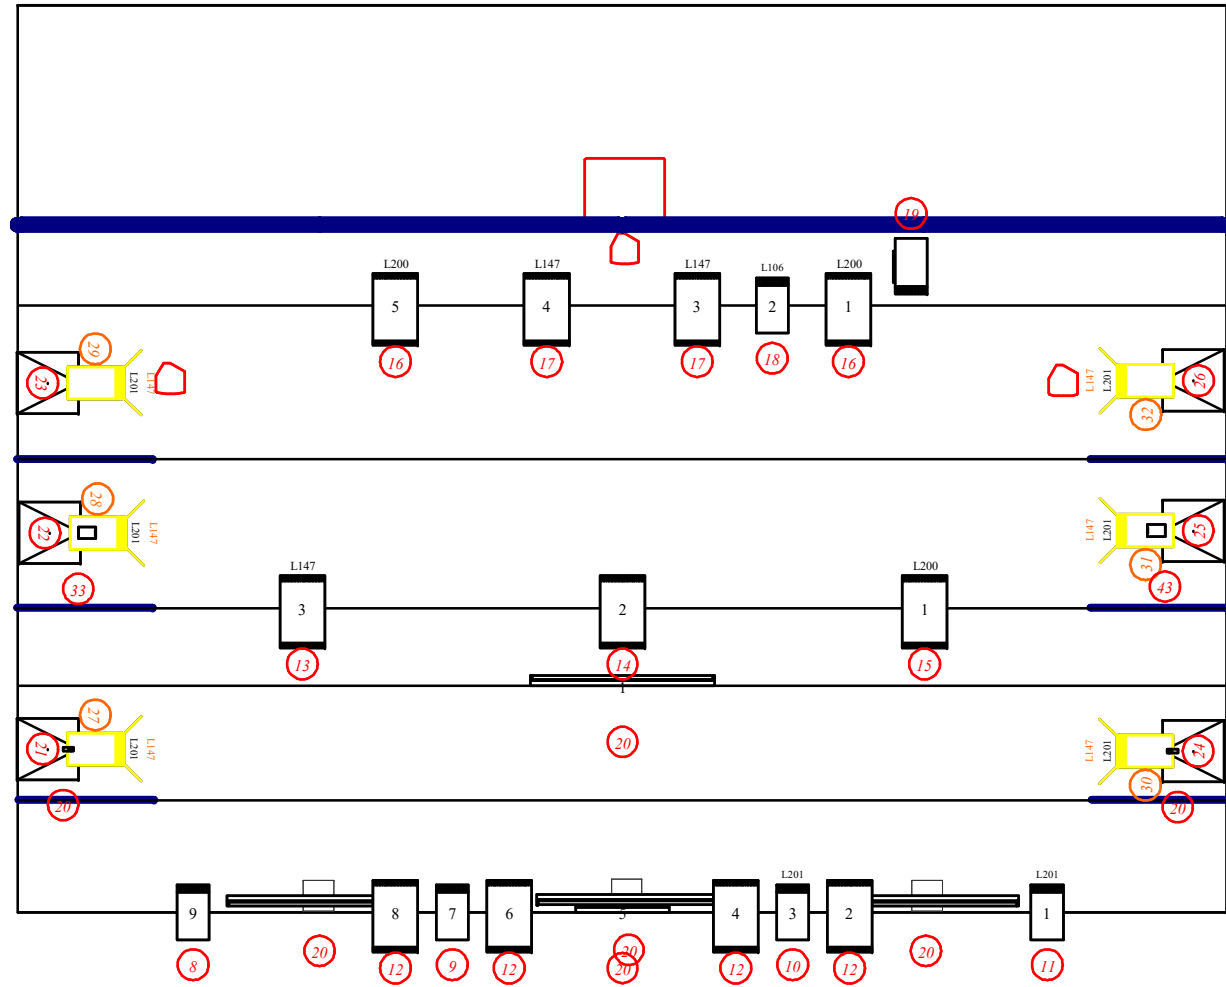 19
L200 L147 L147 L106 L200
5 4 3 2 1
16 17 17 18 16
29
23 L201 L147
L147 L201 26
32
28
22 L201 L147
L147 L201 25
31
33 43
L147 L200
3 2 1
13 14 15
1
27
21 L201 L147
20
L147 L201 24
30
20 20
L201 L201
9 8 7 6 5 4 3 2 1
20 20 20
8 12 9 12 20 12 10 12 11